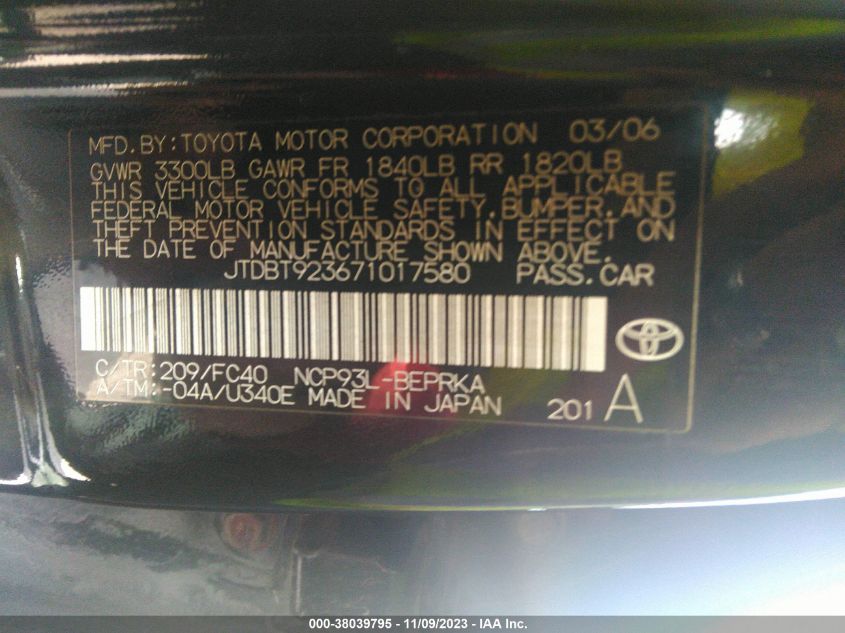 MFD. BY: TOYOTA MOTOR CORPORATION 03/06
GVWR 3300LB GAWR FR 1840LB RR 1820LB
THIS VEHICLE CONFORMS TO ALL APPLICABLE
FEDERAL MOTOR VEHICLE SAFETY, BUMPER, AND
THEFT PREVENTION STANDARDS IN EFFECT ON
THE DATE OF MANUFACTURE SHOWN ABOVE.
JTDBT923671017580 PASS. CAR
C/TR: 209/FC40 NCP93L-BEPRKA
A/TM: -04A/U340E MADE IN JAPAN 201 A
000-38039795 - 11/09/2023 - IAA Inc.